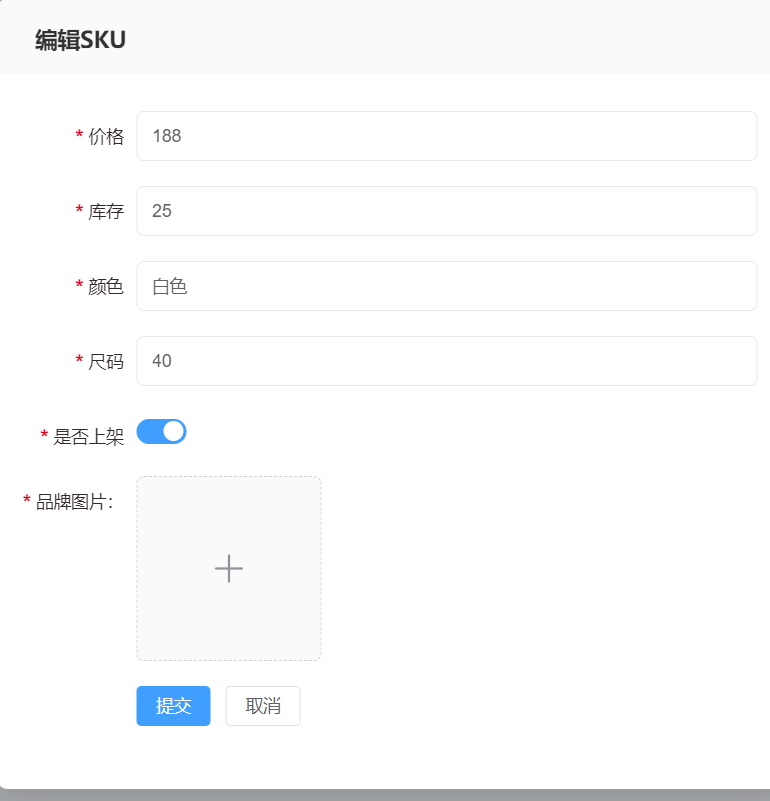 编辑SKU
* 价格 188
* 库存 25
* 颜色 白色
* 尺码 40
* 是否上架
* 品牌图片：
提交 取消